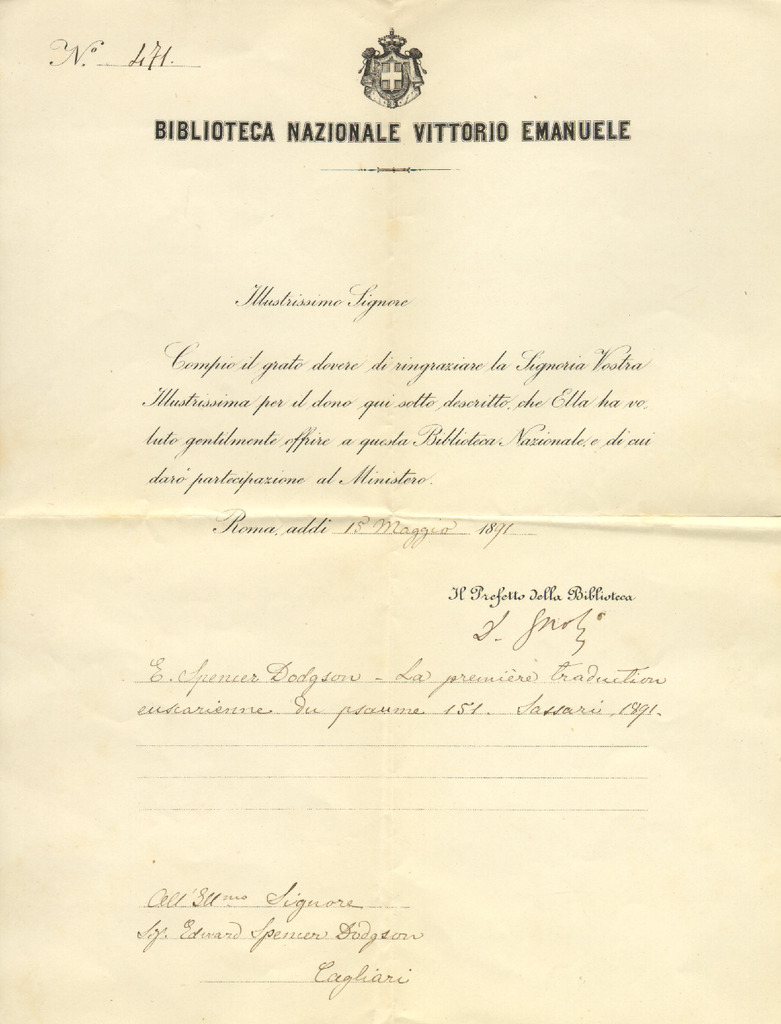 N.º 471.
BIBLIOTECA NAZIONALE VITTORIO EMANUELE
Illustrissimo Signore
Compio il grato dovere di ringraziare la Signoria Vostra
Illustrissima per il dono qui sotto descritto, che Ella ha vo-
luto gentilmente offrire a questa Biblioteca Nazionale, e di cui
darò partecipazione al Ministero.
Roma, addì 15 Maggio 1891
Il Prefetto della Biblioteca
D. Gnoli
E. Spencer Dodgson - La première traduction
euscarienne du psaume 151. Sassari, 1891.
All'Illmo Signore
Sig. Edward Spencer Dodgson
Cagliari